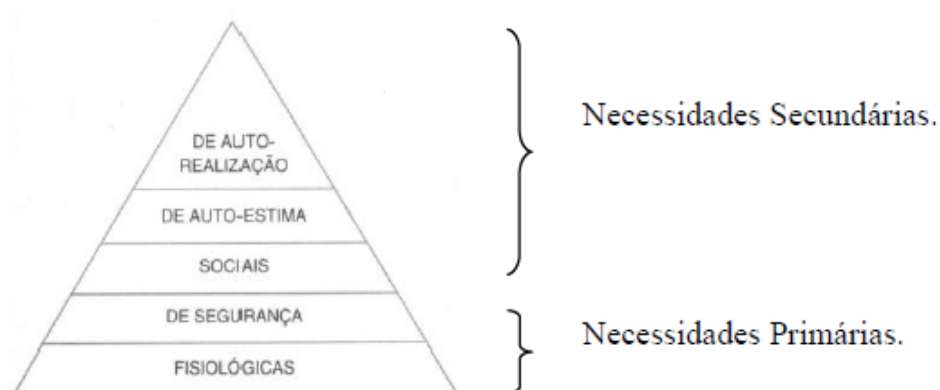 DE AUTO-
REALIZAÇÃO
DE AUTO-ESTIMA
SOCIAIS
DE SEGURANÇA
FISIOLÓGICAS
Necessidades Secundárias.
Necessidades Primárias.